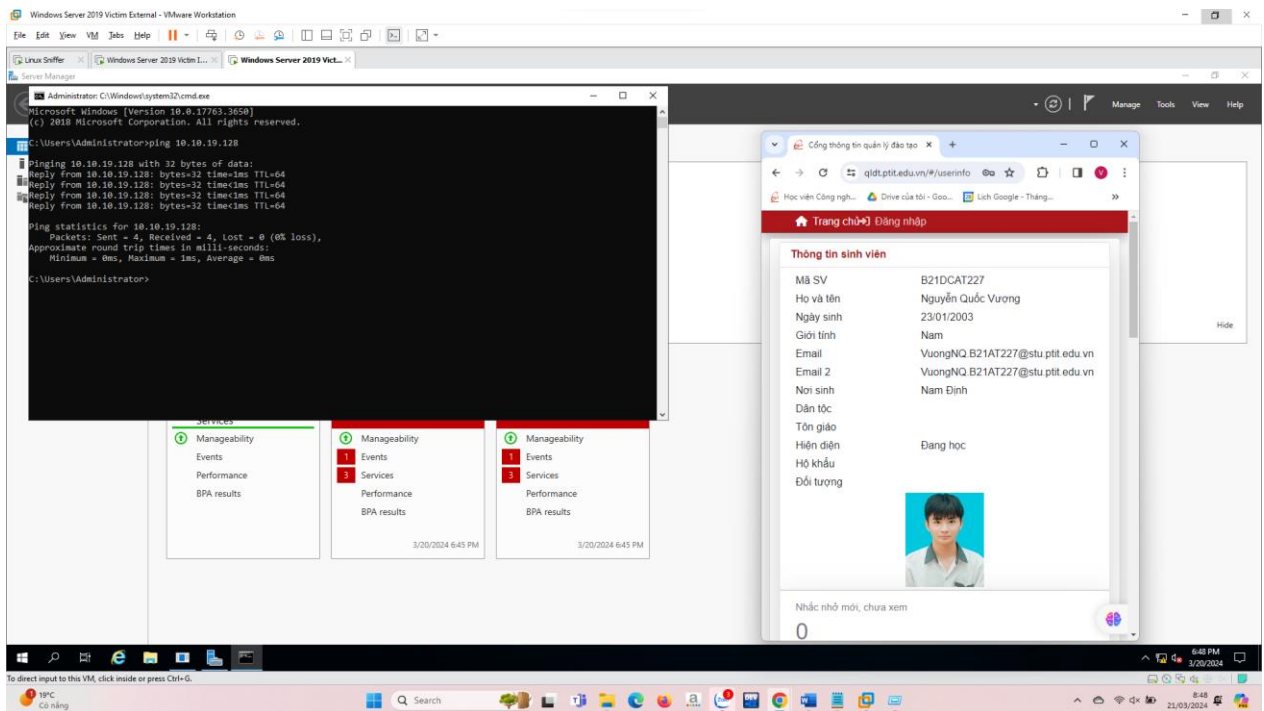 Windows Server 2019 Victim External - VMware Workstation
File Edit View VM Tabs Help
Linux Sniffer
Windows Server 2019 Victim I...
Windows Server 2019 Vict...
Server Manager
Manage Tools View Help
Administrator: C:\Windows\system32\cmd.exe
Microsoft Windows [Version 10.0.17763.3650]
(c) 2018 Microsoft Corporation. All rights reserved.
C:\Users\Administrator>ping 10.10.19.128
Pinging 10.10.19.128 with 32 bytes of data:
Reply from 10.10.19.128: bytes=32 time=1ms TTL=64
Reply from 10.10.19.128: bytes=32 time<1ms TTL=64
Reply from 10.10.19.128: bytes=32 time<1ms TTL=64
Reply from 10.10.19.128: bytes=32 time<1ms TTL=64
Ping statistics for 10.10.19.128:
Packets: Sent = 4, Received = 4, Lost = 0 (0% loss),
Approximate round trip times in milli-seconds:
Minimum = 0ms, Maximum = 1ms, Average = 0ms
C:\Users\Administrator>
Cổng thông tin quản lý đào tạo
qldt.ptit.edu.vn/#/userinfo
Học viện Công ngh...
Drive của tôi - Goo...
Lịch Google - Tháng...
Trang chủ Đăng nhập
Thông tin sinh viên
Mã SV B21DCAT227
Họ và tên Nguyễn Quốc Vượng
Ngày sinh 23/01/2003
Giới tính Nam
Email VuongNQ.B21AT227@stu.ptit.edu.vn
Email 2 VuongNQ.B21AT227@stu.ptit.edu.vn
Nơi sinh Nam Định
Dân tộc
Tôn giáo
Hiện diện Đang học
Hộ khẩu
Đối tượng
Nhắc nhở mới, chưa xem
0
Hide
Services
Manageability
Events
Performance
BPA results
Manageability
1 Events
3 Services
Performance
BPA results
3/20/2024 6:45 PM
Manageability
1 Events
3 Services
Performance
BPA results
3/20/2024 6:45 PM
6:48 PM
3/20/2024
To direct input to this VM, click inside or press Ctrl+G.
19°C
Có nắng
Search
8:48
21/03/2024